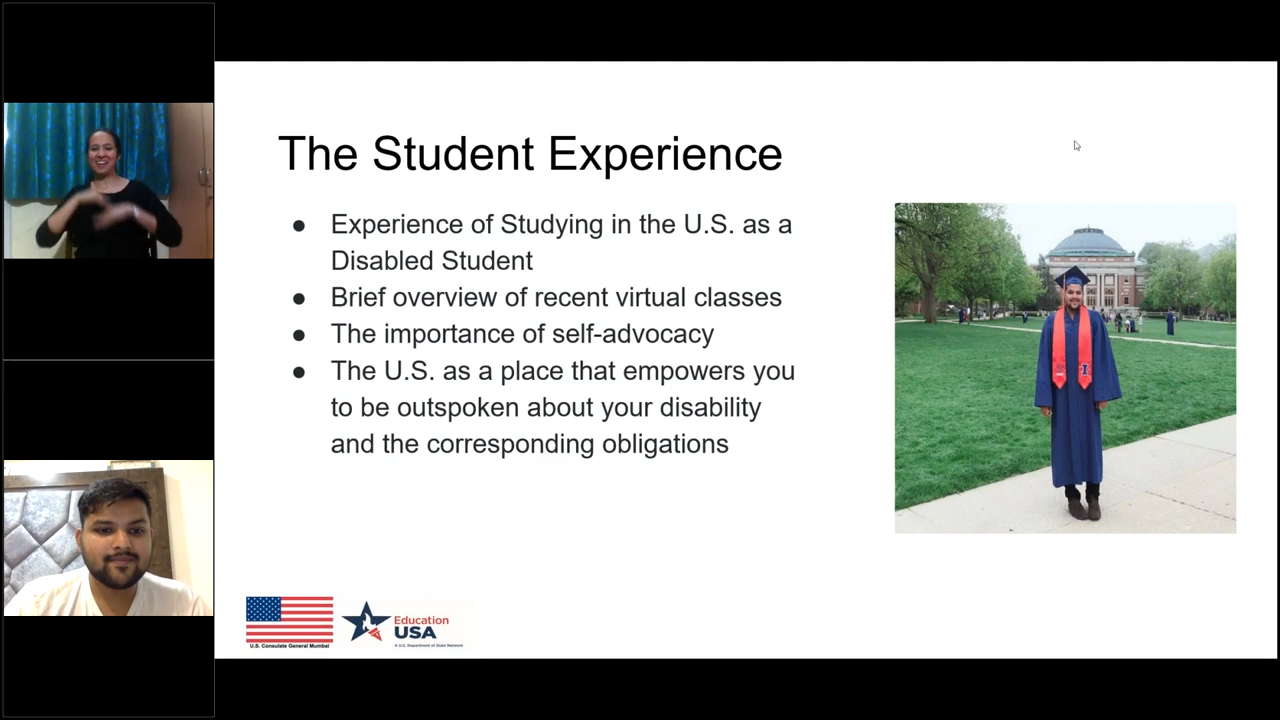 The Student Experience
● Experience of Studying in the U.S. as a
Disabled Student
● Brief overview of recent virtual classes
● The importance of self-advocacy
● The U.S. as a place that empowers you
to be outspoken about your disability
and the corresponding obligations
I
U.S. Consulate General Mumbai
Education
USA
A U.S. Department of State Network